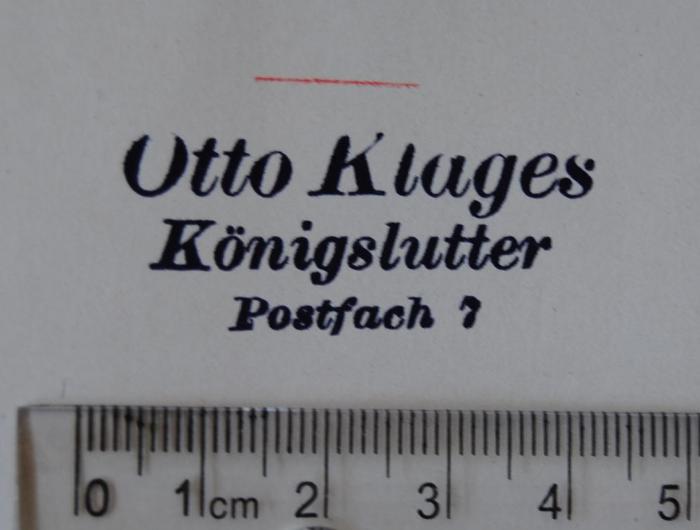 Otto Klages
Königslutter
Postfach 7
0 1 cm 2 3 4 5